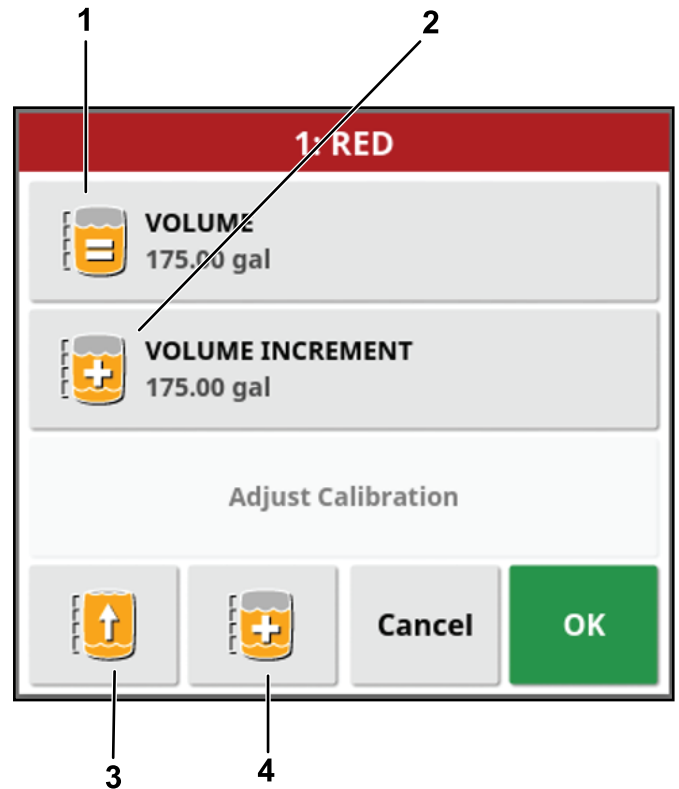 1
2
1: RED
VOLUME
175.00 gal
VOLUME INCREMENT
175.00 gal
Adjust Calibration
Cancel
OK
3
4